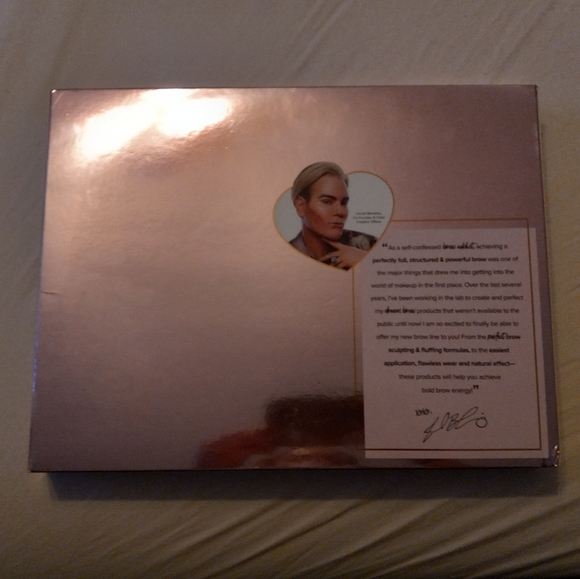 Co-Founder & Chief
Creative Officer
"As a self-confessed brow addict, achieving a
perfectly full, structured & powerful brow was one of
the major things that drew me into getting into the
world of makeup in the first place. Over the last several
years, I've been working in the lab to create and perfect
my dream brow products that weren't available to the
public until now! I am so excited to finally be able to
offer my new brow line to you! From the perfect brow
sculpting & fluffing formulas, to the easiest
application, flawless wear and natural effect—
these products will help you achieve
bold brow energy!"